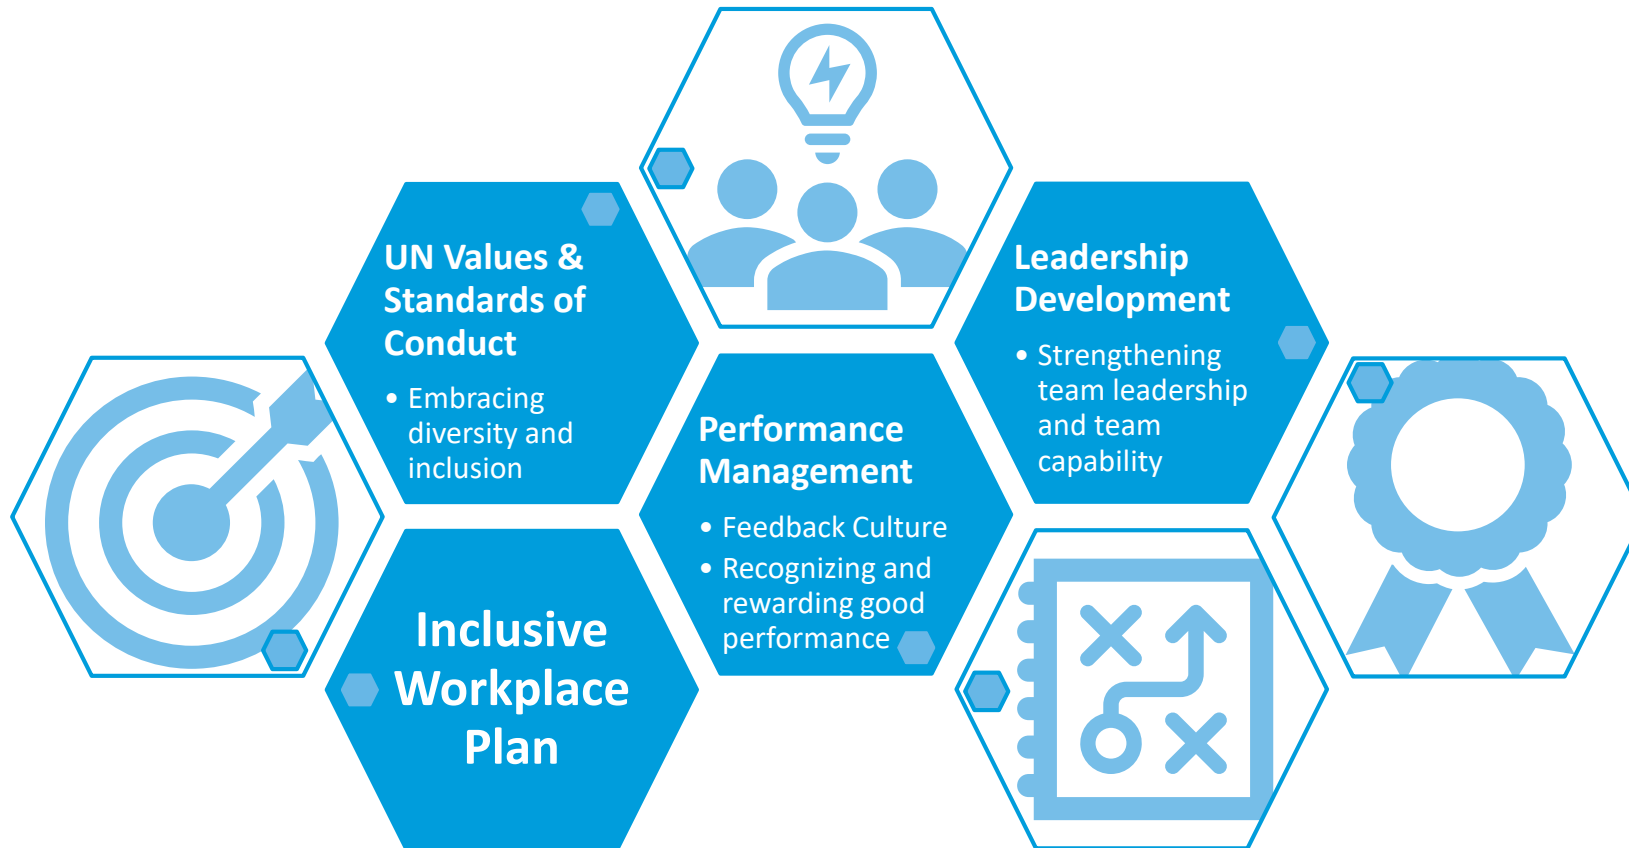 UN Values &
Standards of
Conduct
• Embracing
diversity and
inclusion
Inclusive
Workplace
Plan
Performance
Management
• Feedback Culture
• Recognizing and
rewarding good
performance
Leadership
Development
• Strengthening
team leadership
and team
capability